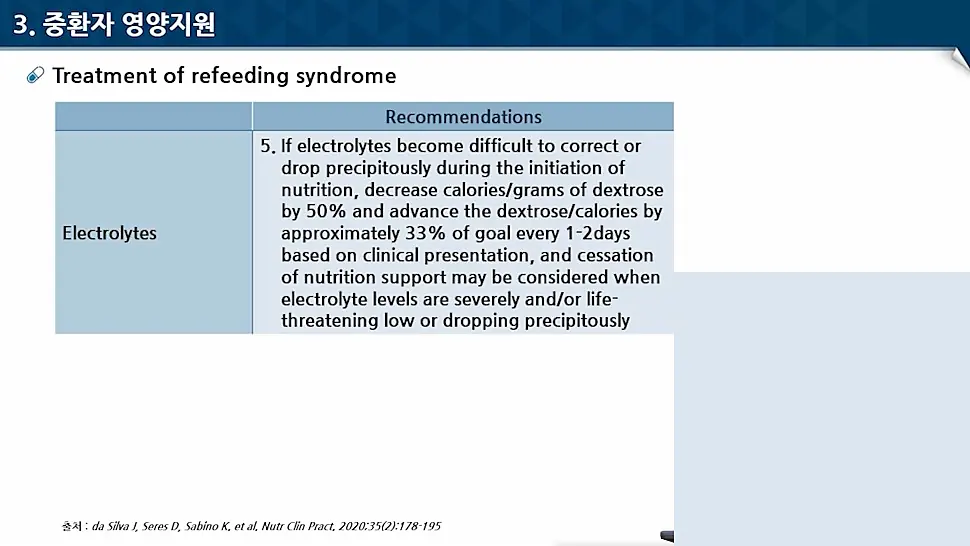 3. 중환자 영양지원
Treatment of refeeding syndrome
Recommendations
Electrolytes
5. If electrolytes become difficult to correct or
drop precipitously during the initiation of
nutrition, decrease calories/grams of dextrose
by 50% and advance the dextrose/calories by
approximately 33% of goal every 1-2days
based on clinical presentation, and cessation
of nutrition support may be considered when
electrolyte levels are severely and/or life-
threatening low or dropping precipitously
출처 : da Silva J, Seres D, Sabino K, et al, Nutr Clin Pract, 2020;35(2):178-195